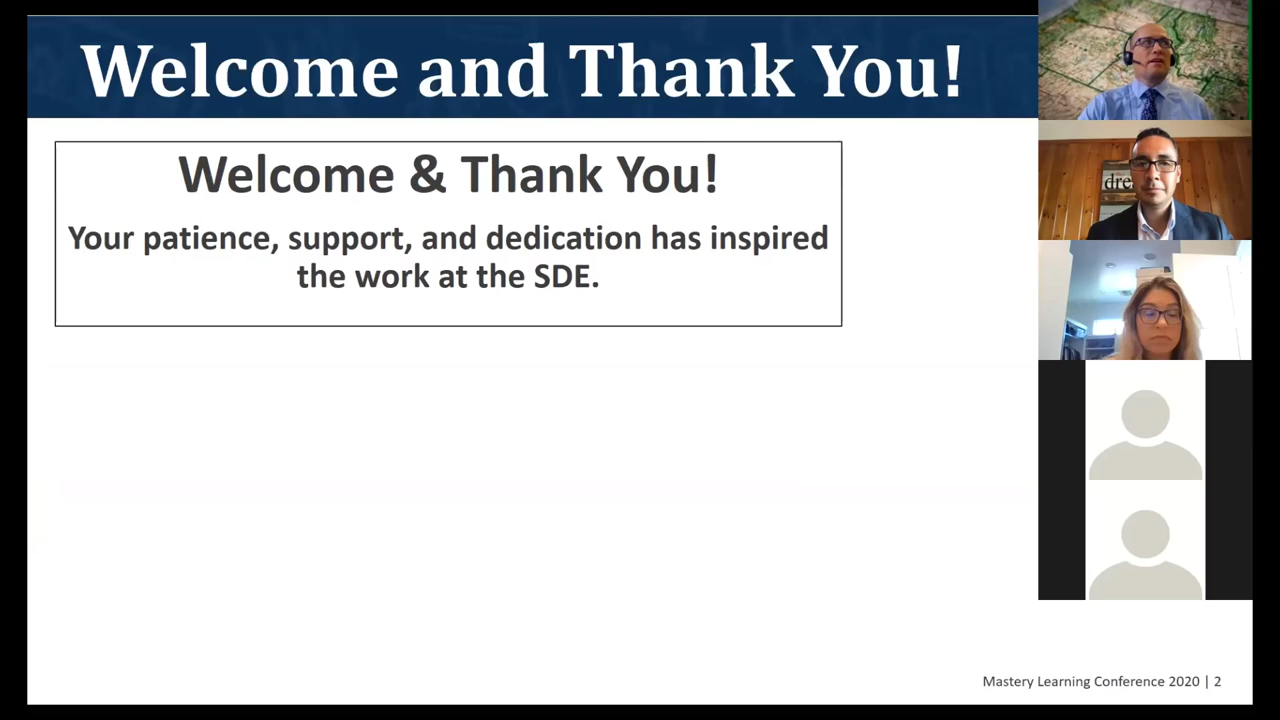 Welcome and Thank You!
Welcome & Thank You!
Your patience, support, and dedication has inspired
the work at the SDE.
dre
Mastery Learning Conference 2020 | 2